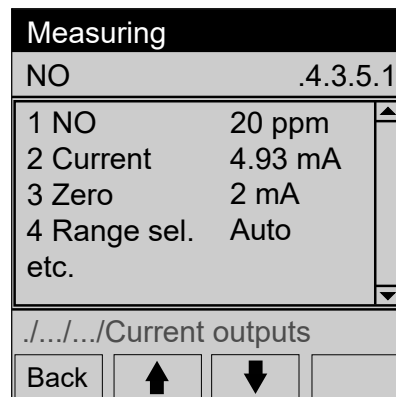 Measuring
NO .4.3.5.1
1 NO 20 ppm
2 Current 4.93 mA
3 Zero 2 mA
4 Range sel. Auto
etc.
./.../.../Current outputs
Back